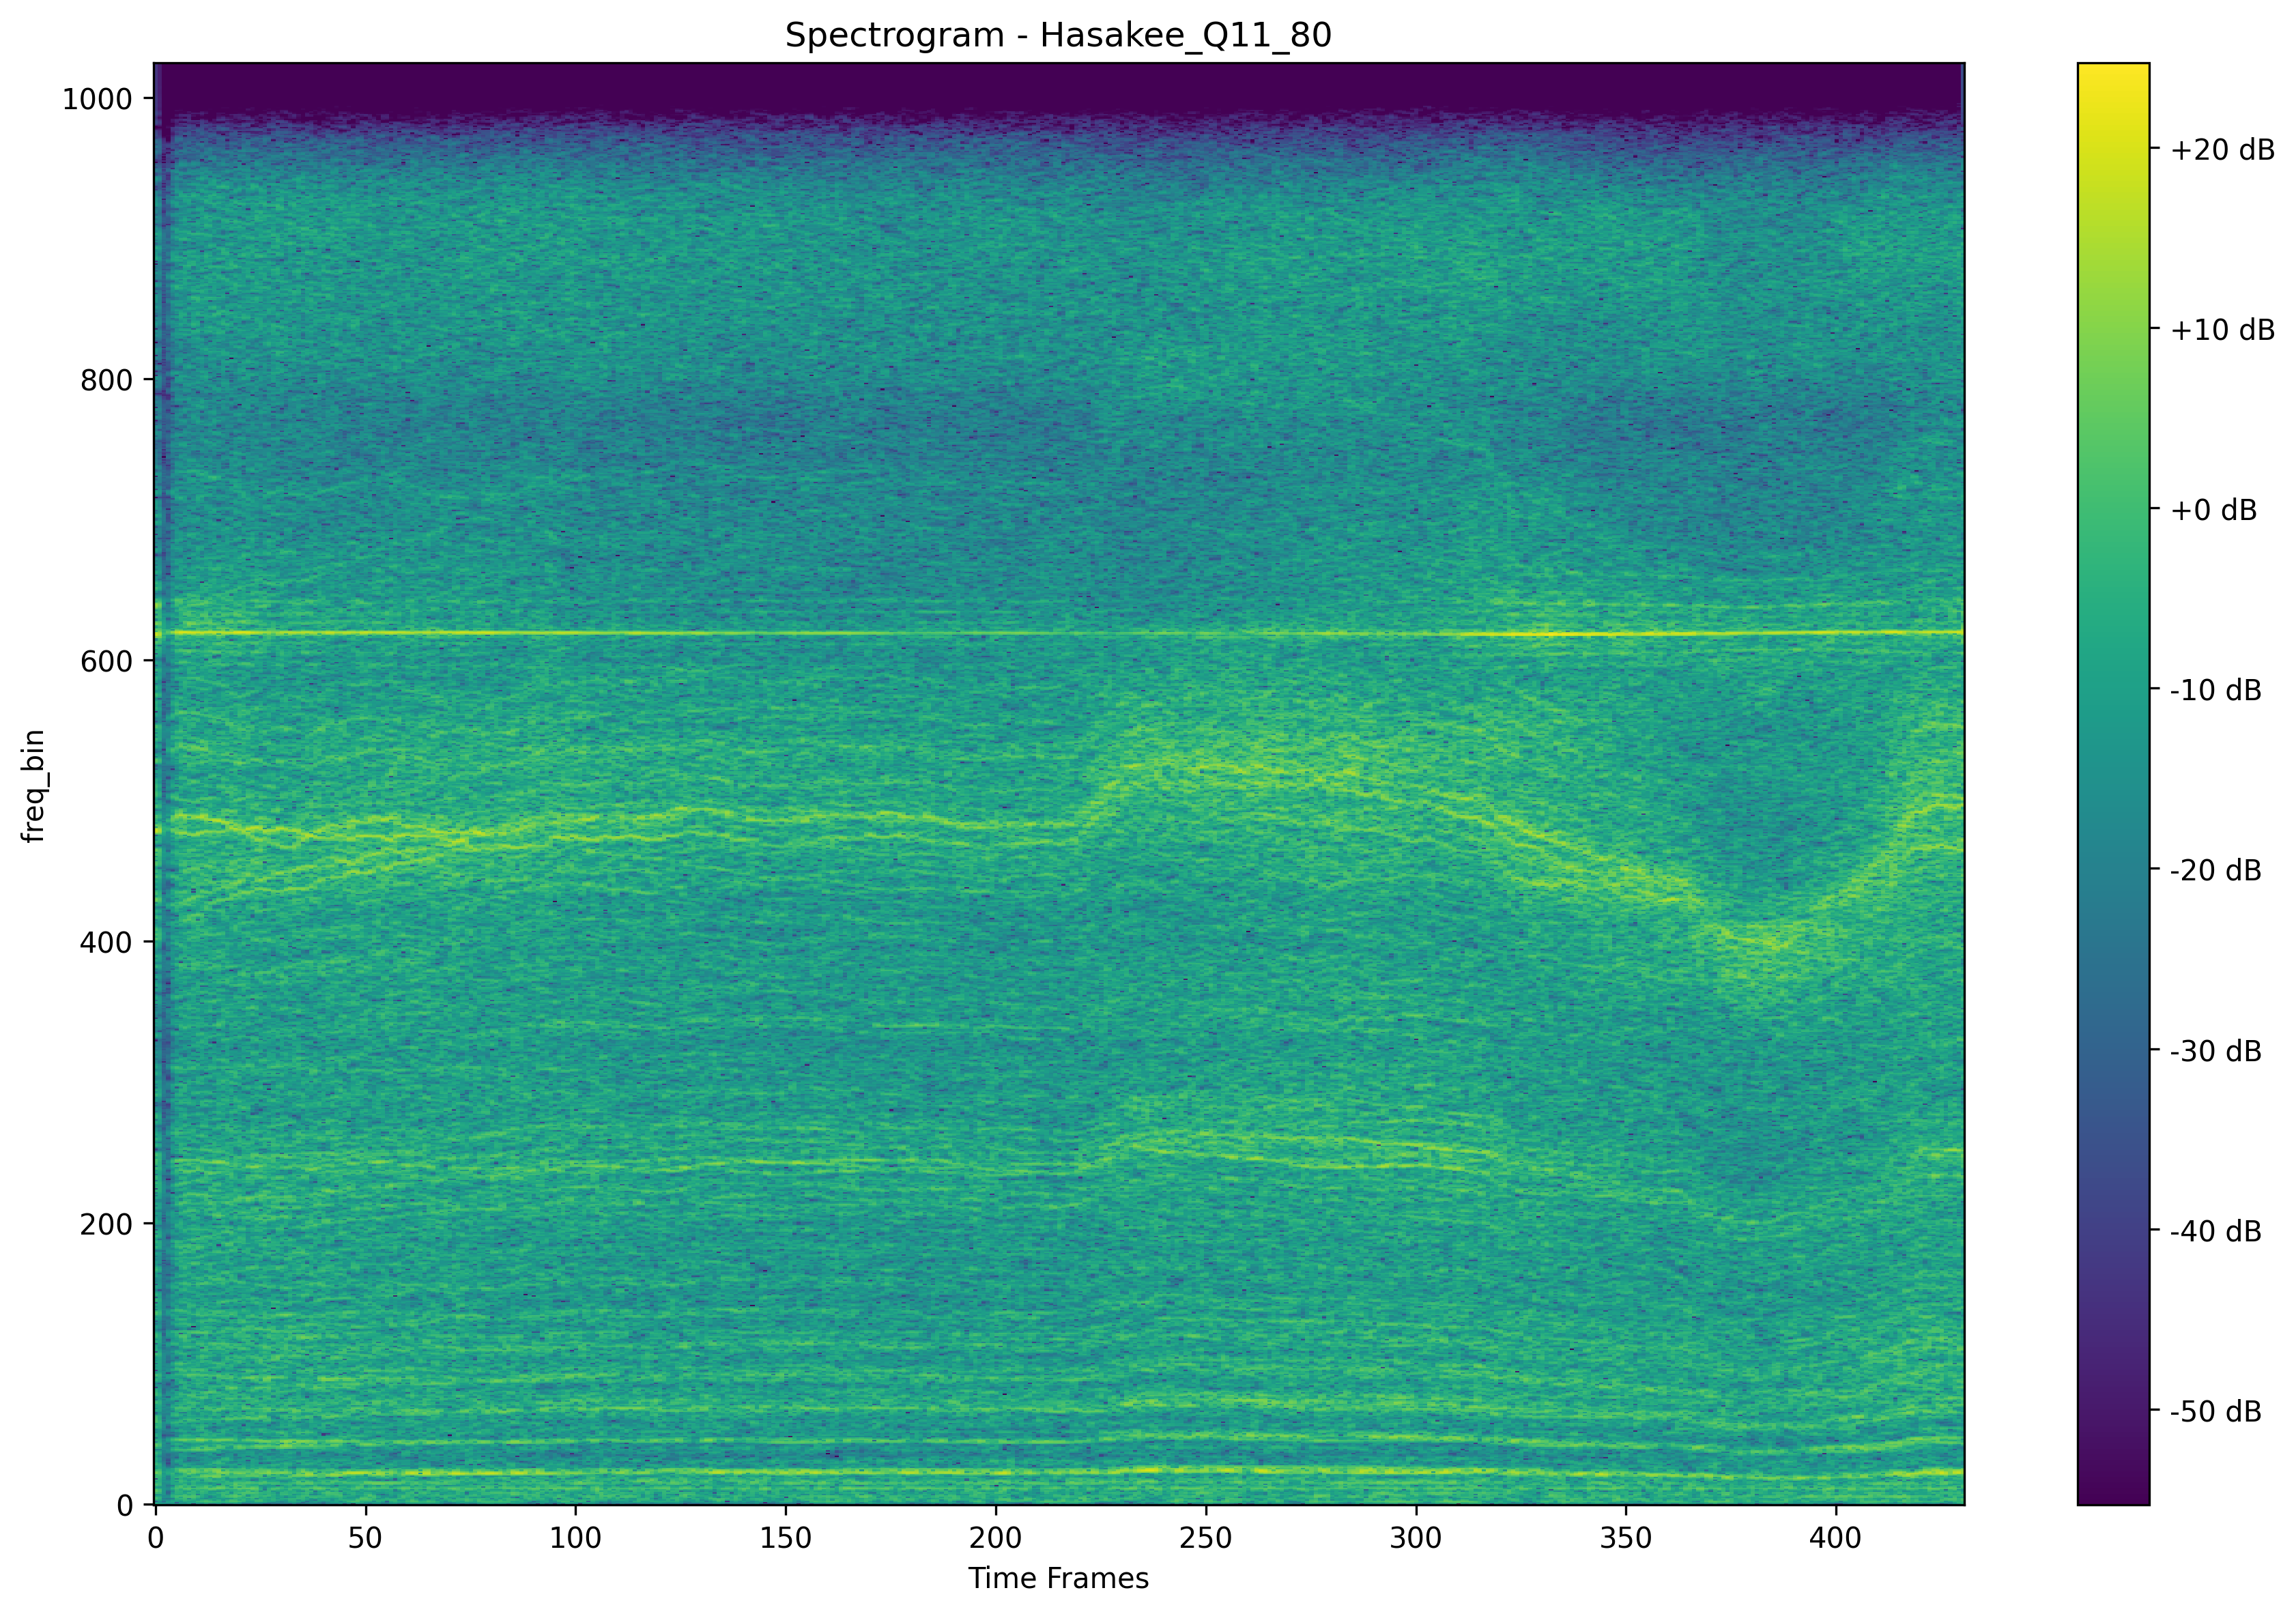 Spectrogram - Hasakee_Q11_80
1000
800
600
400
200
0
freq_bin
0 50 100 150 200 250 300 350 400
Time Frames
+20 dB
+10 dB
+0 dB
-10 dB
-20 dB
-30 dB
-40 dB
-50 dB